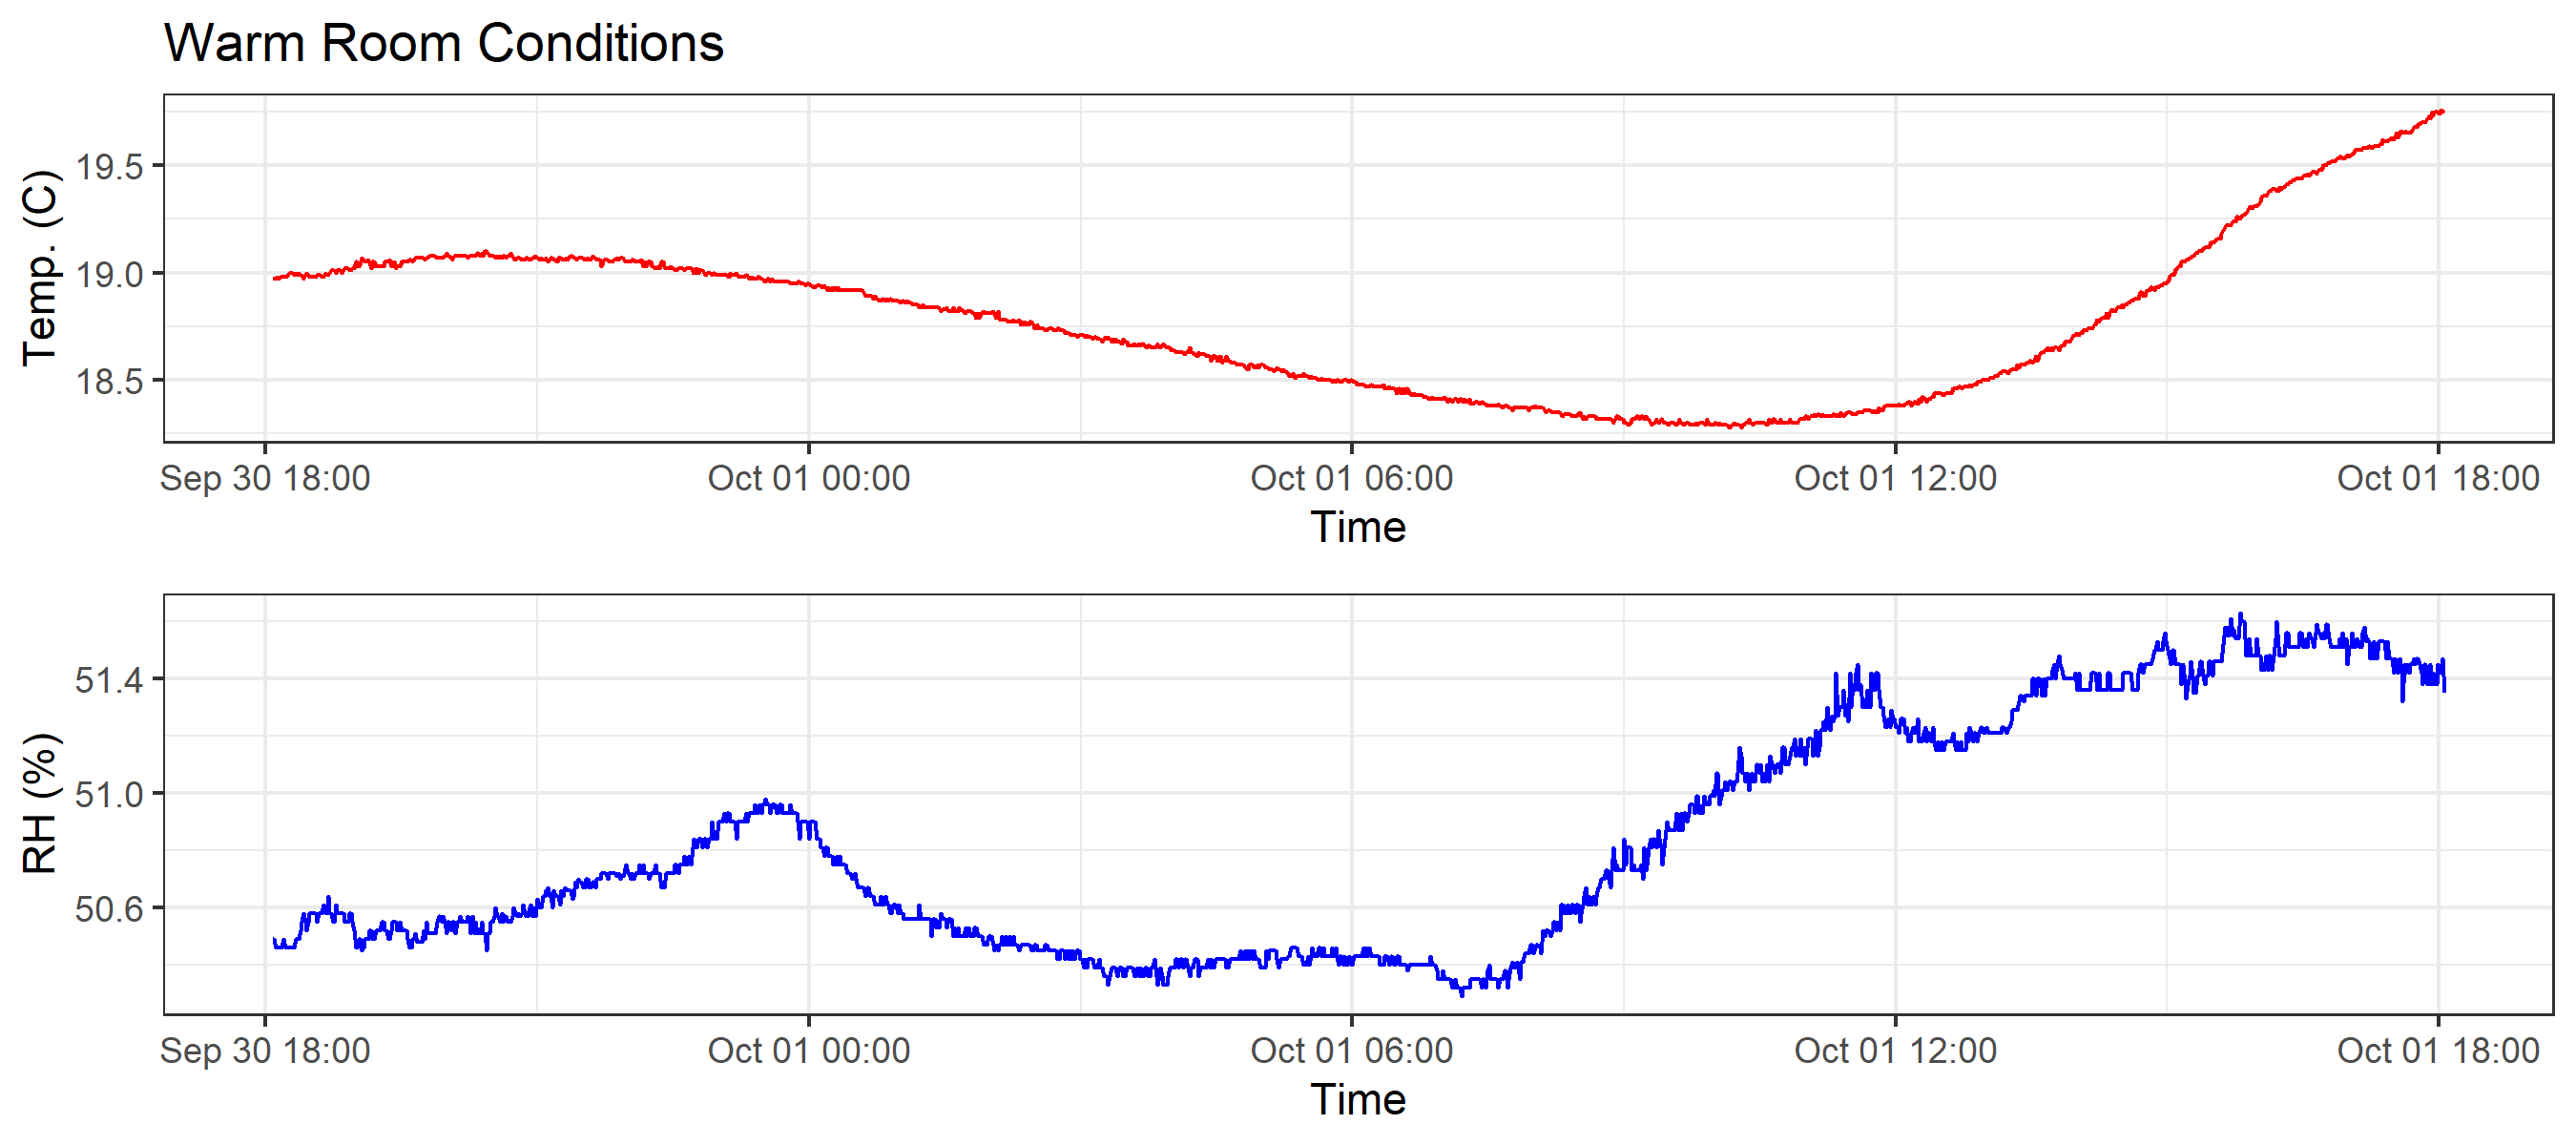 Warm Room Conditions
Temp. (C)
19.5
19.0
18.5
Sep 30 18:00 Oct 01 00:00 Oct 01 06:00 Oct 01 12:00 Oct 01 18:00
Time
RH (%)
51.4
51.0
50.6
Sep 30 18:00 Oct 01 00:00 Oct 01 06:00 Oct 01 12:00 Oct 01 18:00
Time